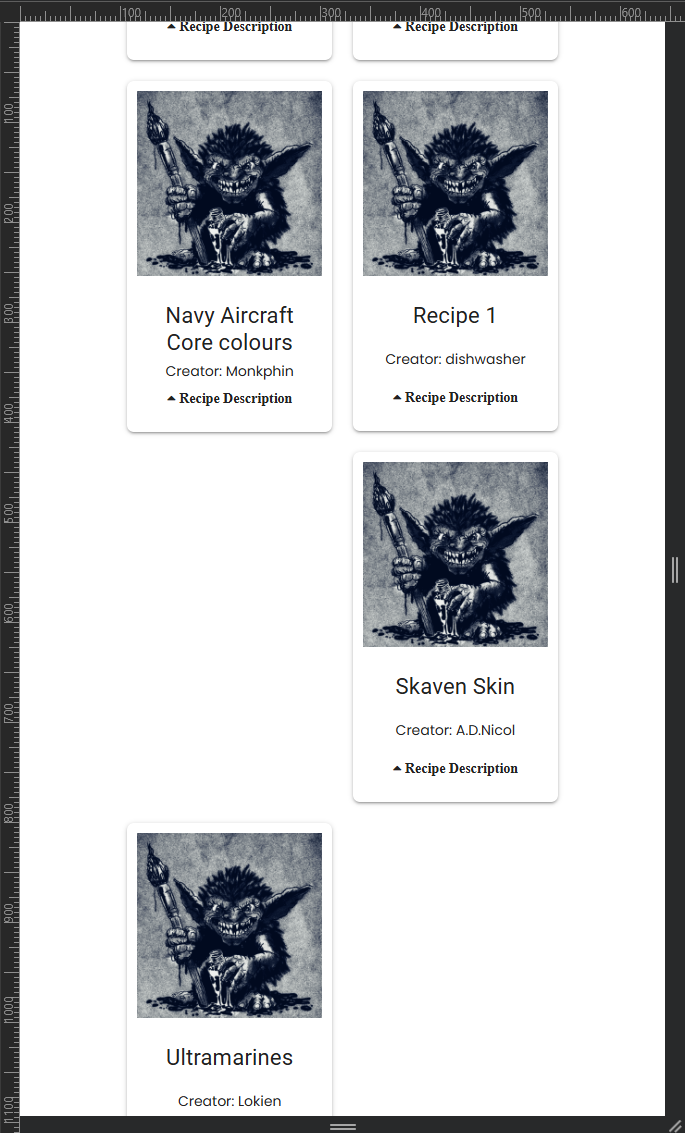 100 200 300 400 500 600
Recipe Description
Recipe Description
Navy Aircraft
Core colours
Creator: Monkphin
Recipe Description
Recipe 1
Creator: dishwasher
Recipe Description
Skaven Skin
Creator: A.D.Nicol
Recipe Description
Ultramarines
Creator: Lokien
100
200
300
400
500
600
700
800
900
1000
1100